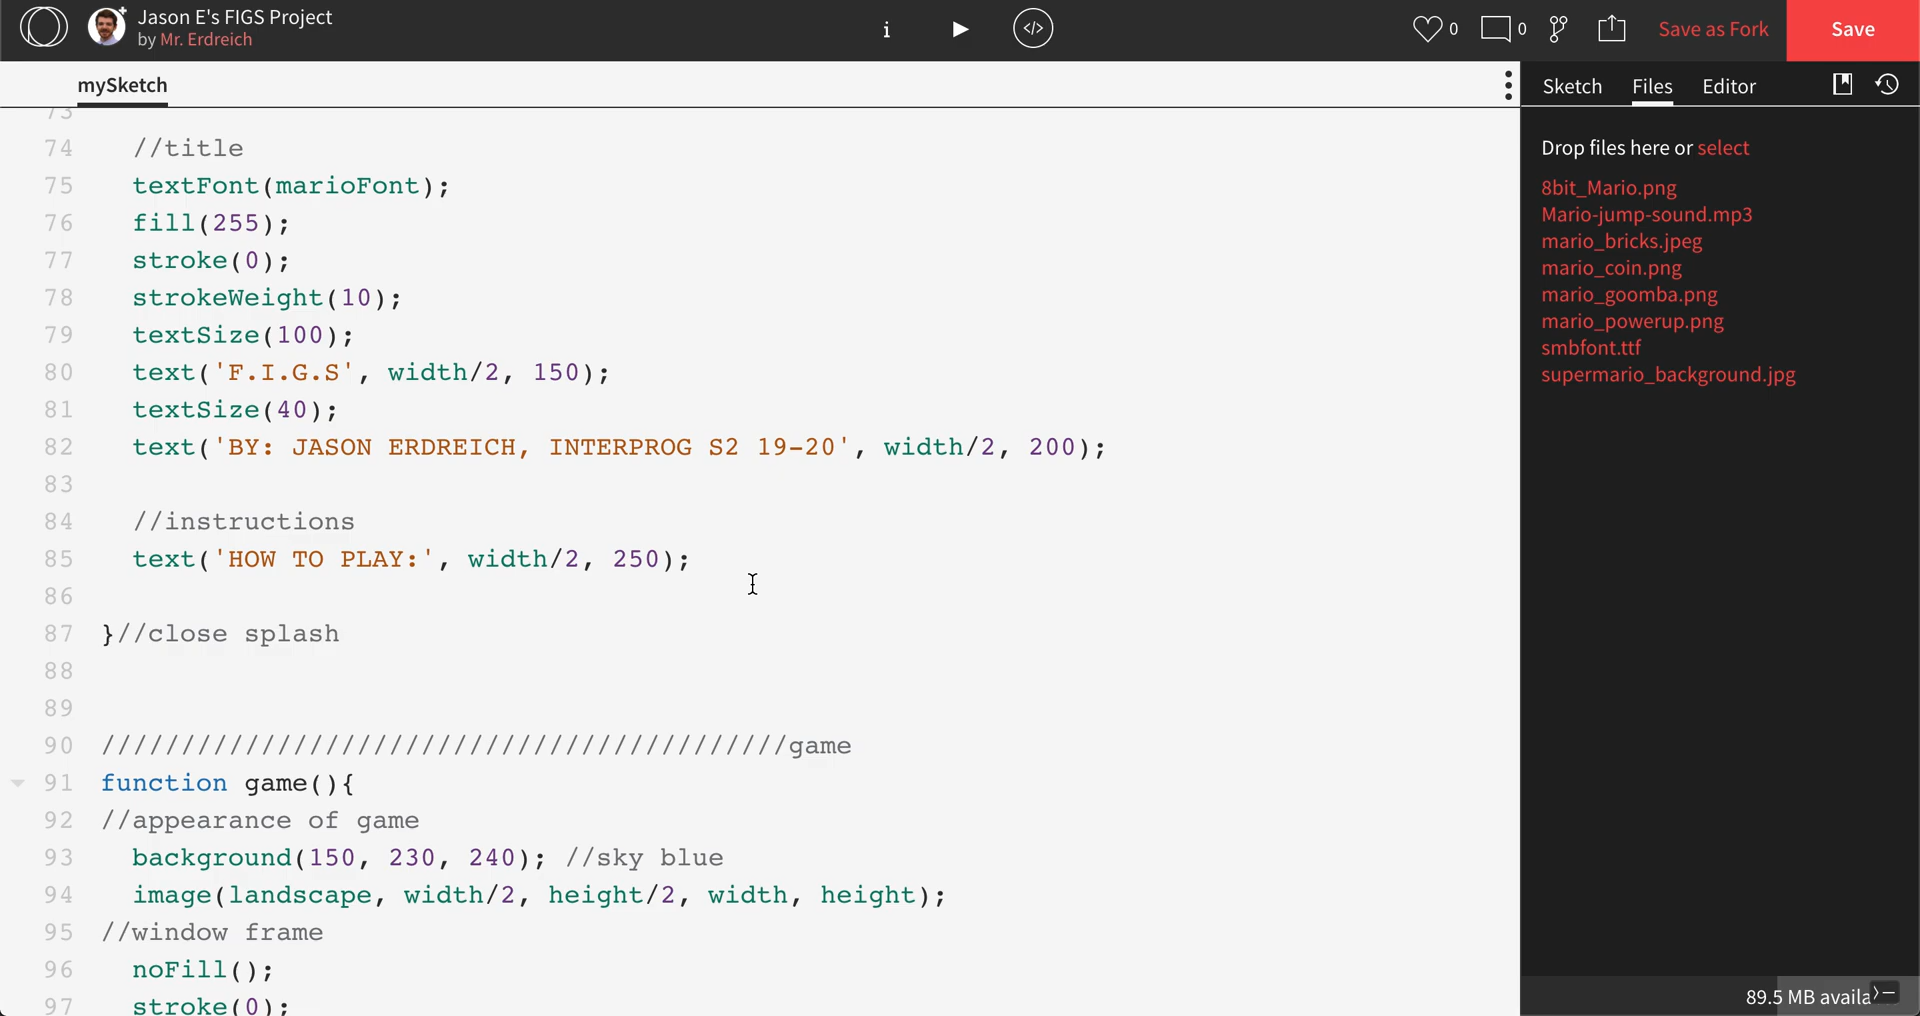 Jason E's FIGS Project
by Mr. Erdreich
i
</>
0
0
Save as Fork
Save
mySketch
Sketch Files Editor
73
74 //title
75 textFont(marioFont);
76 fill(255);
77 stroke(0);
78 strokeWeight(10);
79 textSize(100);
80 text('F.I.G.S', width/2, 150);
81 textSize(40);
82 text('BY: JASON ERDREICH, INTERPROG S2 19-20', width/2, 200);
83
84 //instructions
85 text('HOW TO PLAY:', width/2, 250);
86
87 }//close splash
88
89
90 ///////////////////////////////////////////game
91 function game(){
92 //appearance of game
93 background(150, 230, 240); //sky blue
94 image(landscape, width/2, height/2, width, height);
95 //window frame
96 noFill();
97 stroke(0);
Drop files here or select
8bit_Mario.png
Mario-jump-sound.mp3
mario_bricks.jpeg
mario_coin.png
mario_goomba.png
mario_powerup.png
smbfont.ttf
supermario_background.jpg
89.5 MB availa